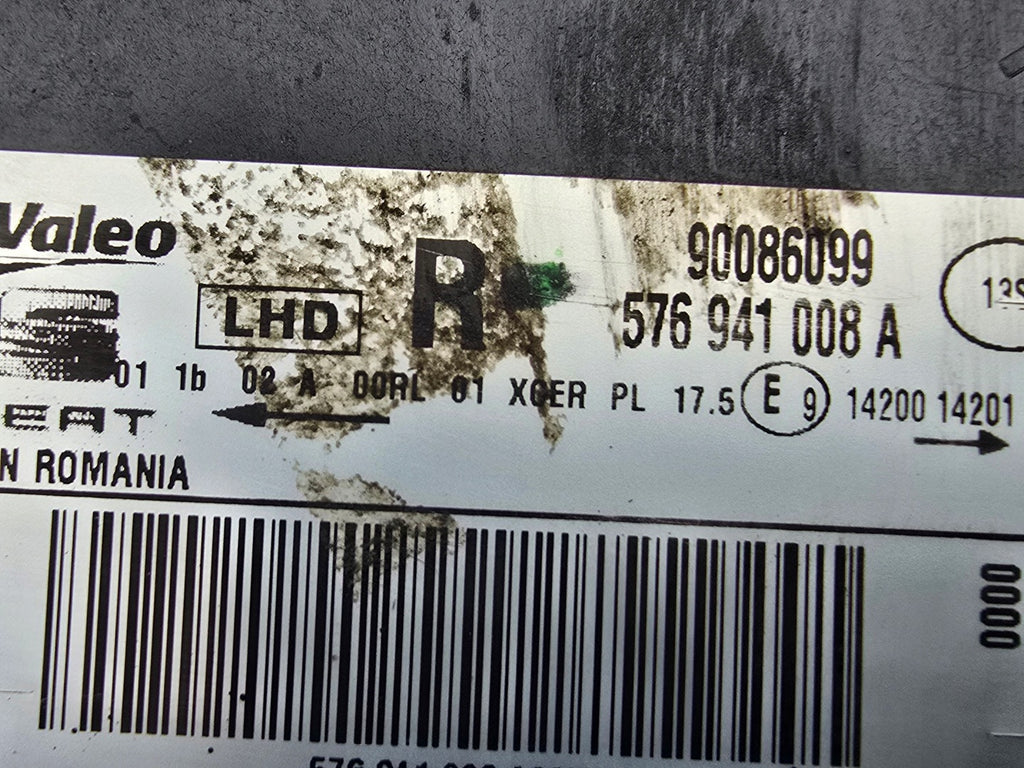 Valeo
LHD
R
90086099
576 941 008 A
01 1b 02 A 00RL 01 XCER PL 17.5 E 9 14200 14201
EAT
N ROMANIA
0000